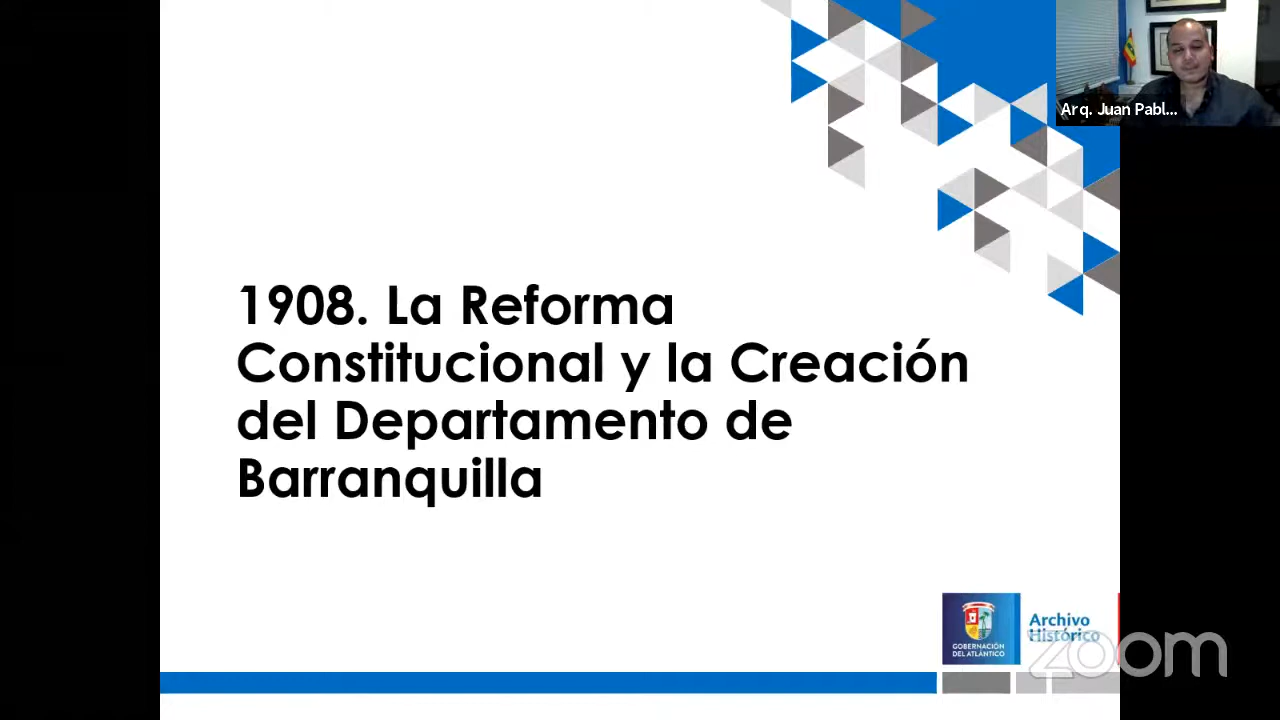 Arq. Juan Pabl...
1908. La Reforma
Constitucional y la Creación
del Departamento de
Barranquilla
GOBERNACIÓN
DEL ATLÁNTICO
Archivo
Histórico
zoom